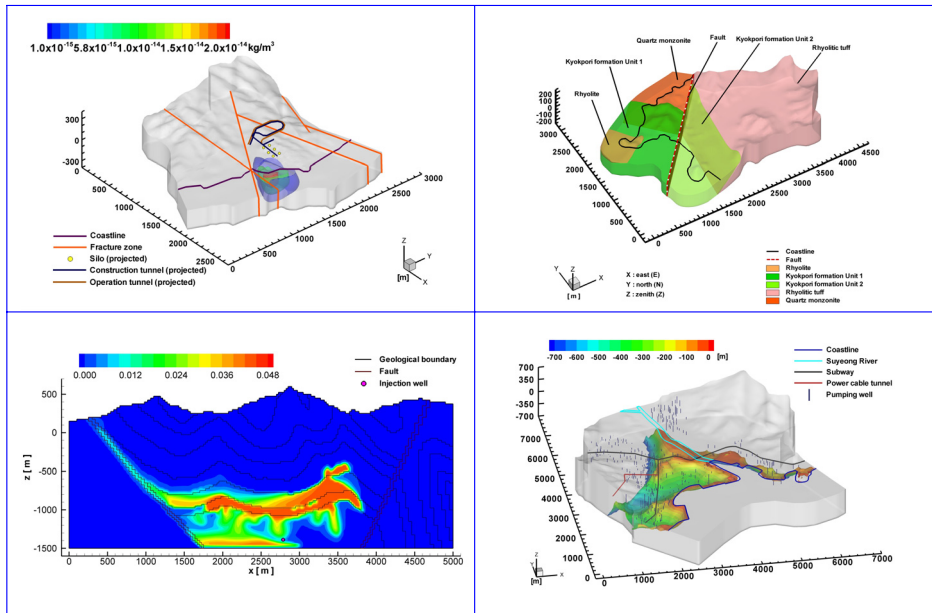 1.0x10⁻¹⁵ 5.8x10⁻¹⁵ 1.0x10⁻¹⁴ 1.5x10⁻¹⁴ 2.0x10⁻¹⁴ kg/m³
300
0
-300
0
500
1000
1500
2000
2500
0
500
1000
1500
2000
2500
3000
Coastline
Fracture zone
Silo (projected)
Construction tunnel (projected)
Operation tunnel (projected)
Z
Y
X
[m]
Quartz monzonite
Fault
Kyokpori formation Unit 2
Rhyolitic tuff
Kyokpori formation Unit 1
Rhyolite
200
100
0
-100
-200
3000
2500
2000
1500
1000
500
0
0
500
1000
1500
2000
2500
3000
3500
4000
4500
Y
Z
X
[ m ]
X : east (E)
Y : north (N)
Z : zenith (Z)
Coastline
Fault
Rhyolite
Kyokpori formation Unit 1
Kyokpori formation Unit 2
Rhyolitic tuff
Quartz monzonite
0.000 0.012 0.024 0.036 0.048
Geological boundary
Fault
Injection well
z [ m ]
500
0
-500
-1000
-1500
0 500 1000 1500 2000 2500 3000 3500 4000 4500 5000
x [ m ]
-700 -600 -400 -200 0 [m]
Coastline
Suyeong River
Subway
Power cable tunnel
Pumping well
700
350
0
-350
-700
7000
6000
5000
4000
3000
2000
1000
0
0 1000 2000 3000 4000 5000 6000 7000
Z
Y
X
[m]